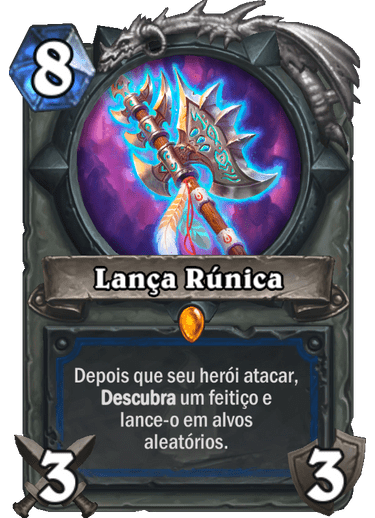 8
Lança Rúnica
Depois que seu herói atacar,
Descubra um feitiço e
lance-o em alvos
aleatórios.
3
3